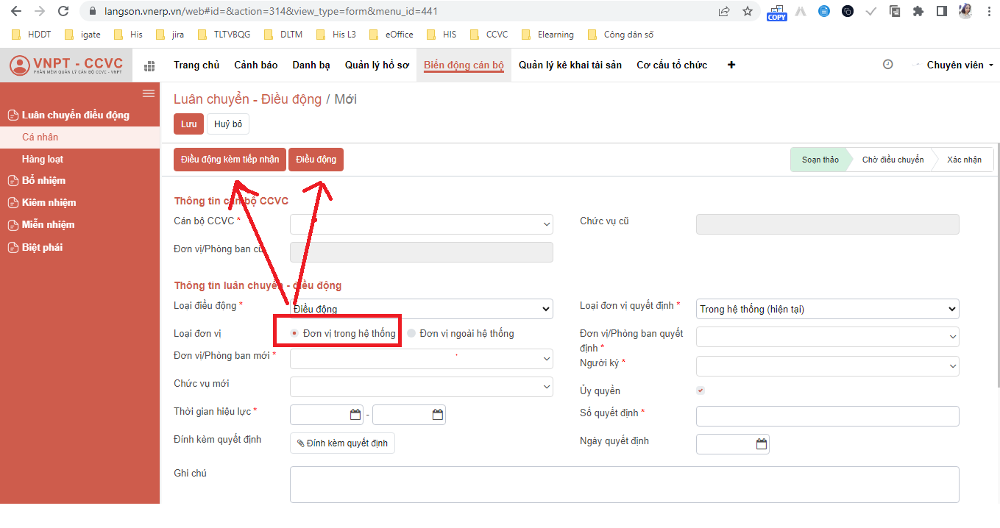 langson.vnerp.vn/web#id=&action=314&view_type=form&menu_id=441
COPY
HDDT igate His jira TLTVBQG DLTM His L3 eOffice HIS CCVC Elearning Công dân số
VNPT - CCVC
PHẦN MỀM QUẢN LÝ CÁN BỘ CCVC - VNPT
Trang chủ Cảnh báo Danh bạ Quản lý hồ sơ Biến động cán bộ Quản lý kê khai tài sản Cơ cấu tổ chức + Chuyên viên
Luân chuyển điều động
Cá nhân
Hàng loạt
Bổ nhiệm
Kiêm nhiệm
Miễn nhiệm
Biệt phái
Luân chuyển - Điều động / Mới
Lưu Huỷ bỏ
Điều động kèm tiếp nhận Điều động Soạn thảo Chờ điều chuyển Xác nhận
Thông tin cán bộ CCVC
Cán bộ CCVC * Chức vụ cũ
Đơn vị/Phòng ban cũ
Thông tin luân chuyển - điều động
Loại điều động * Điều động Loại đơn vị quyết định * Trong hệ thống (hiện tại)
Loại đơn vị Đơn vị trong hệ thống Đơn vị ngoài hệ thống Đơn vị/Phòng ban quyết
định *
Đơn vị/Phòng ban mới * Người ký *
Chức vụ mới Ủy quyền
Thời gian hiệu lực * - Số quyết định *
Đính kèm quyết định Đính kèm quyết định Ngày quyết định
Ghi chú